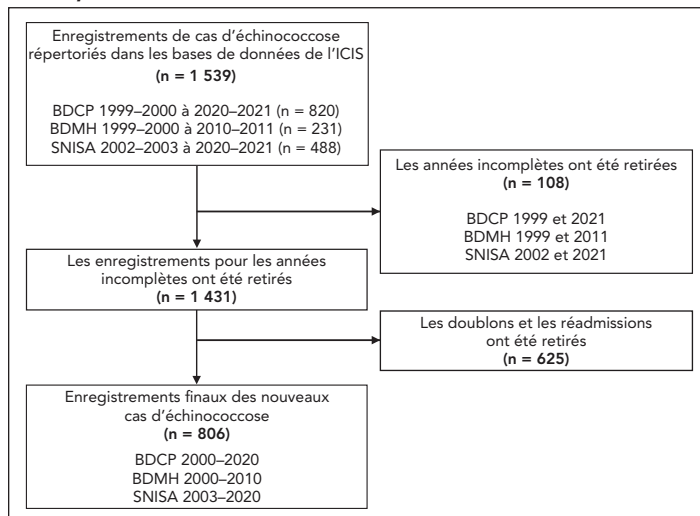 Enregistrements de cas d’échinococcose
répertoriés dans les bases de données de l’ICIS
(n = 1 539)
BDCP 1999–2000 à 2020–2021 (n = 820)
BDMH 1999–2000 à 2010–2011 (n = 231)
SNISA 2002–2003 à 2020–2021 (n = 488)
Les années incomplètes ont été retirées
(n = 108)
BDCP 1999 et 2021
BDMH 1999 et 2011
SNISA 2002 et 2021
Les enregistrements pour les années
incomplètes ont été retirés
(n = 1 431)
Les doublons et les réadmissions
ont été retirés
(n = 625)
Enregistrements finaux des nouveaux
cas d’échinococcose
(n = 806)
BDCP 2000–2020
BDMH 2000–2010
SNISA 2003–2020